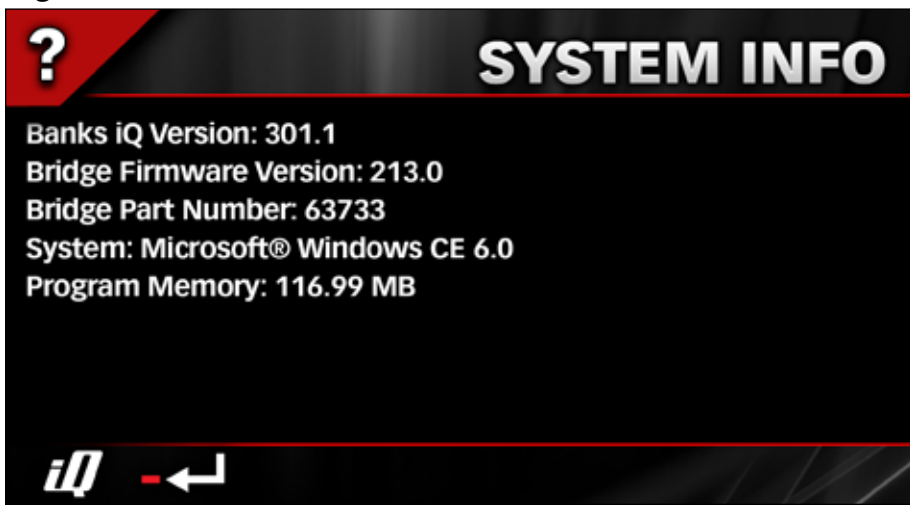 ?
SYSTEM INFO
Banks iQ Version: 301.1
Bridge Firmware Version: 213.0
Bridge Part Number: 63733
System: Microsoft® Windows CE 6.0
Program Memory: 116.99 MB
iQ